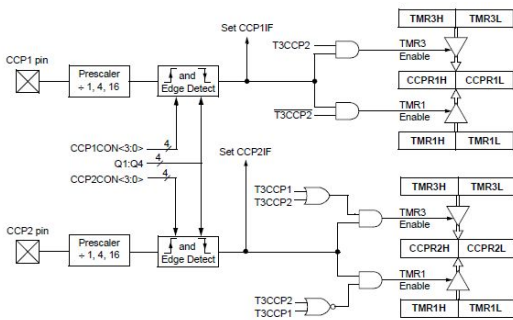 TMR3H TMR3L
Set CCP1IF
T3CCP2
TMR3
Enable
CCP1 pin
Prescaler
÷ 1, 4, 16
and
Edge Detect
CCPR1H CCPR1L
TMR1
Enable
T3CCP2
TMR1H TMR1L
CCP1CON<3:0>
4
Q1:Q4
4
CCP2CON<3:0>
4
Set CCP2IF
T3CCP1
T3CCP2
TMR3H TMR3L
TMR3
Enable
CCP2 pin
Prescaler
÷ 1, 4, 16
and
Edge Detect
CCPR2H CCPR2L
TMR1
Enable
T3CCP2
T3CCP1
TMR1H TMR1L